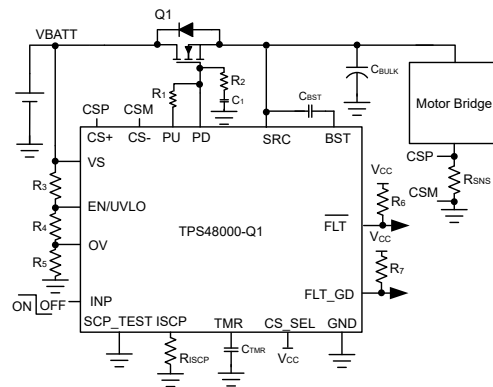 Q1
VBATT
R1
R2
C1
CBST
CBULK
Motor Bridge
CSP
CSM
CS+
CS-
PU
PD
SRC
BST
CSP
RSNS
CSM
VS
R3
EN/UVLO
R4
OV
R5
TPS48000-Q1
VCC
R6
FLT
VCC
R7
FLT_GD
ON
OFF
INP
SCP_TEST
ISCP
TMR
CS_SEL
GND
RISCP
CTMR
VCC